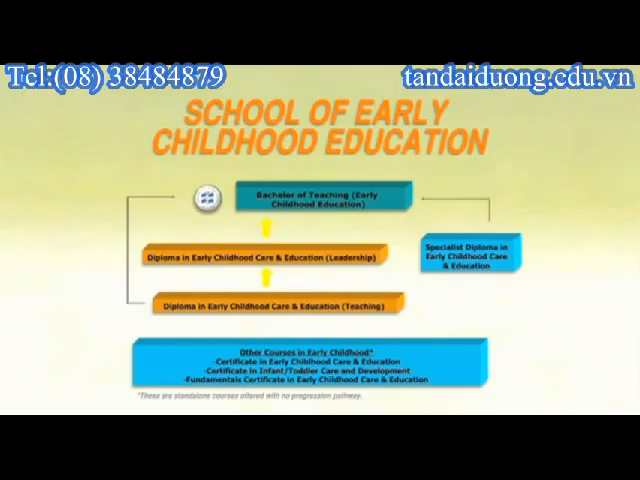 Tel:(08) 38484879
tandaiduong.edu.vn
SCHOOL OF EARLY
CHILDHOOD EDUCATION
Bachelor of Teaching (Early
Childhood Education)
Diploma in Early Childhood Care & Education (Leadership)
Specialist Diploma in
Early Childhood Care
& Education
Diploma in Early Childhood Care & Education (Teaching)
Other Courses in Early Childhood*
-Certificate in Early Childhood Care & Education
-Certificate in Infant/Toddler Care and Development
-Fundamentals Certificate in Early Childhood Care & Education
*These are standalone courses offered with no progression pathway.